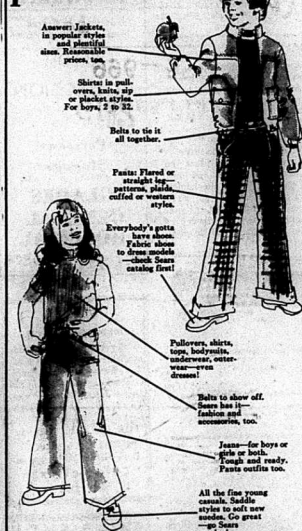 Answer: Jackets,
in popular styles
and plentiful
sizes. Reasonable
prices, too.
Shirts: in pull-
overs, knits, zip
or placket styles.
For boys, 2 to 32.
Belts to tie it
all together.
Pants: Flared or
straight leg—
patterns, plaids,
cuffed or western
styles.
Everybody's gotta
have shoes.
Fabric shoes
to dress models
—check Sears
catalog first!
Pullovers, shirts,
tops, bodysuits,
underwear, outer-
wear—even
dresses!
Belts to show off.
Sears has it—
fashion and
accessories, too.
Jeans—for boys or
girls or both.
Tough and ready.
Pants outfits too.
All the fine young
casuals. Saddle
styles to soft new
suedes. Go great
—go Sears